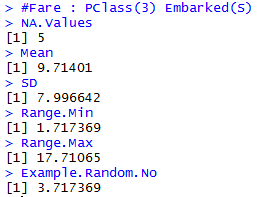 > #Fare : PClass(3) Embarked(S)
> NA.Values
[1] 5
> Mean
[1] 9.71401
> SD
[1] 7.996642
> Range.Min
[1] 1.717369
> Range.Max
[1] 17.71065
> Example.Random.No
[1] 3.717369